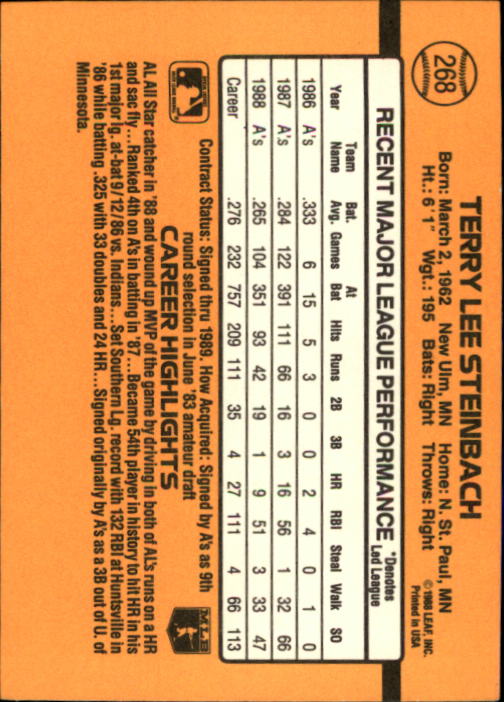 268
TERRY LEE STEINBACH
Born: March 2, 1962 New Ulm, MN Home: N. St. Paul, MN
Ht.: 6'1" Wgt.: 195 Bats: Right Throws: Right
©1988 LEAF, INC.
Printed in USA
RECENT MAJOR LEAGUE PERFORMANCE *Denotes Led League
Year Team Name Bat. Avg. Games At Bat Hits Runs 2B 3B HR RBI Steal Walk SO
1986 A's .333 6 15 5 3 0 0 2 4 0 1 0
1987 A's .284 122 391 111 66 16 3 16 56 1 32 66
1988 A's .265 104 351 93 42 19 1 9 51 3 33 47
Career .276 232 757 209 111 35 4 27 111 4 66 113
Contract Status: Signed thru 1989. How Acquired: Signed by A's as 9th
round selection in June '83 amateur draft
CAREER HIGHLIGHTS
MLB
AL All Star catcher in '88 and wound up MVP of the game by driving in both of AL's runs on a HR
and sac fly... Ranked 4th on A's in batting in '87... Became 54th player in history to hit HR in his
1st major lg. at-bat 9/12/86 vs. Indians... Set Southern Lg. record with 132 RBI at Huntsville in
'86 while batting .325 with 33 doubles and 24 HR... Signed originally by A's as a 3B out of U. of
Minnesota.